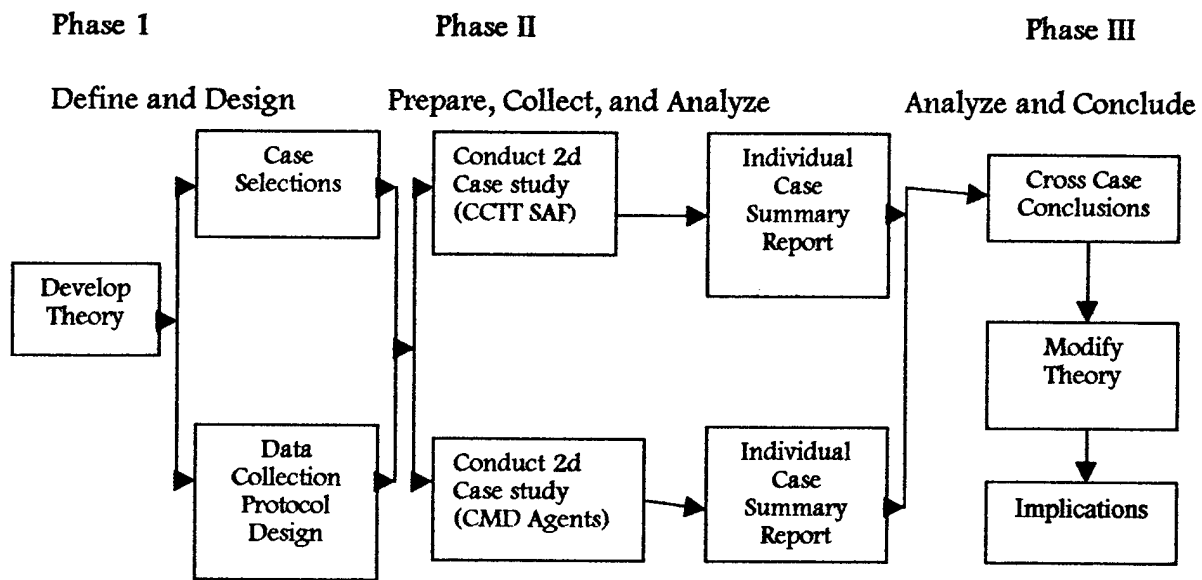 Phase 1
Phase II
Phase III
Define and Design
Prepare, Collect, and Analyze
Analyze and Conclude
Develop
Theory
Case
Selections
Data
Collection
Protocol
Design
Conduct 2d
Case study
(CCTT SAF)
Individual
Case
Summary
Report
Conduct 2d
Case study
(CMD Agents)
Individual
Case
Summary
Report
Cross Case
Conclusions
Modify
Theory
Implications